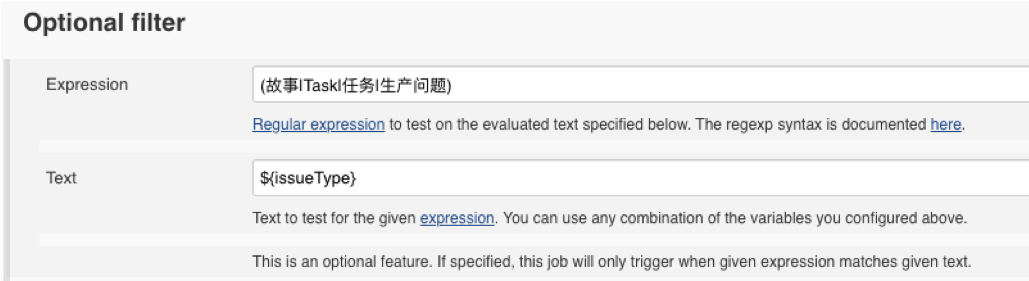 Optional filter
Expression
(故事|Task|任务|生产问题)
Regular expression to test on the evaluated text specified below. The regexp syntax is documented here.
Text
${issueType}
Text to test for the given expression. You can use any combination of the variables you configured above.
This is an optional feature. If specified, this job will only trigger when given expression matches given text.